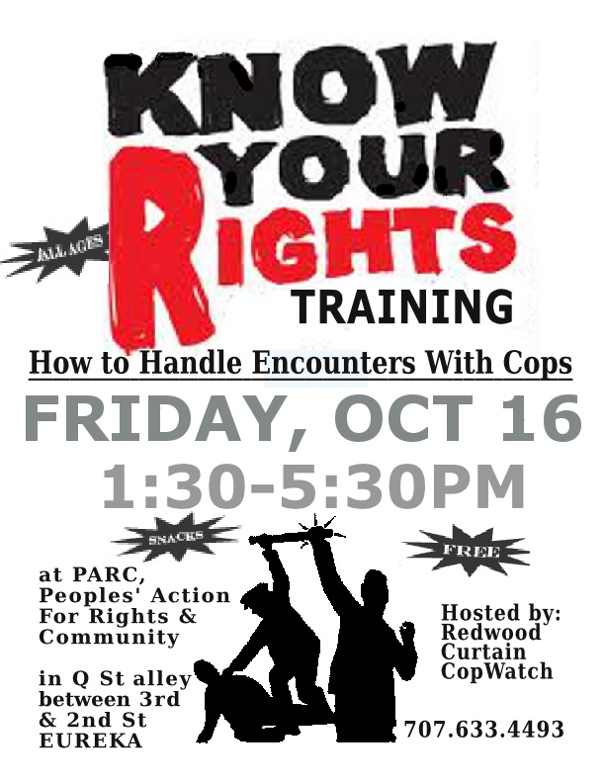 KNOW
YOUR
RIGHTS
ALL AGES
TRAINING
How to Handle Encounters With Cops
FRIDAY, OCT 16
1:30-5:30PM
SNACKS
FREE
at PARC,
Peoples' Action
For Rights &
Community
in Q St alley
between 3rd
& 2nd St
EUREKA
Hosted by:
Redwood
Curtain
CopWatch
707.633.4493